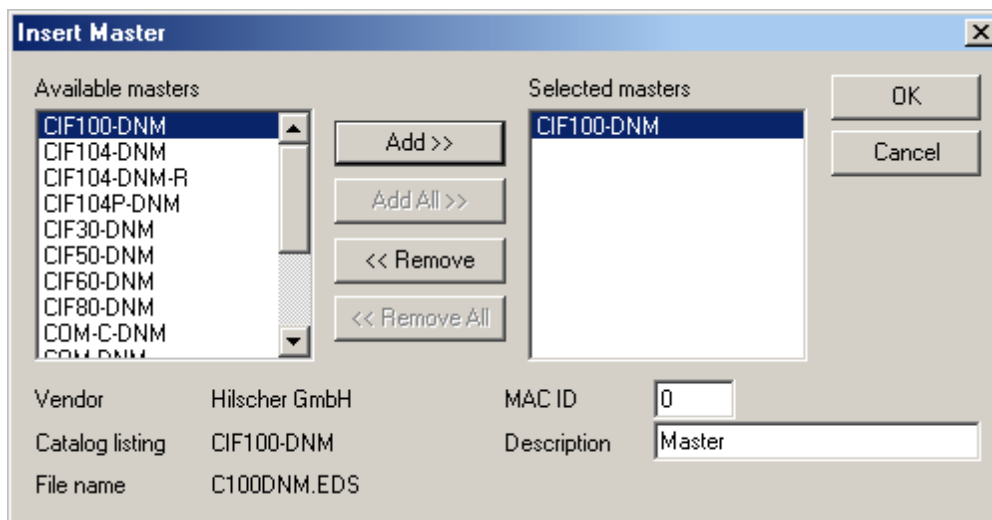 Insert Master
Available masters
CIF100-DNM
CIF104-DNM
CIF104-DNM-R
CIF104P-DNM
CIF30-DNM
CIF50-DNM
CIF60-DNM
CIF80-DNM
COM-C-DNM
COM-DNM
Add >>
Add All >>
<< Remove
<< Remove All
Selected masters
CIF100-DNM
OK
Cancel
Vendor Hilscher GmbH
MAC ID 0
Catalog listing CIF100-DNM
Description Master
File name C100DNM.EDS